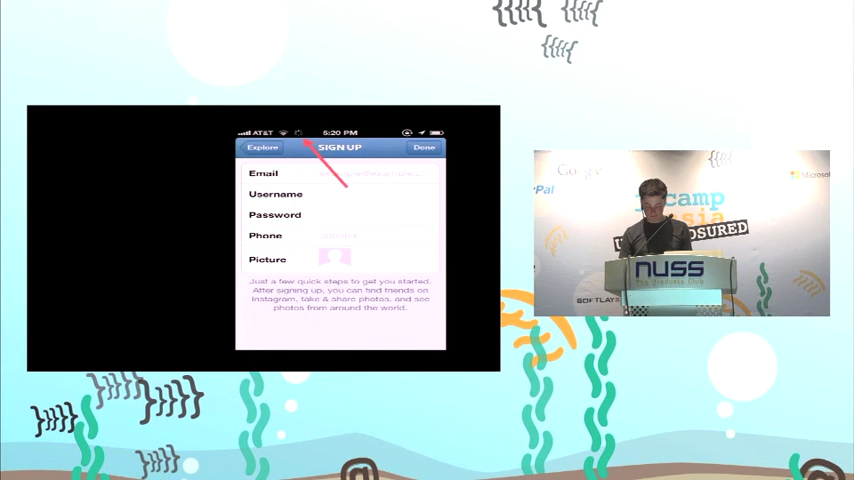 AT&T 5:20 PM
Explore SIGN UP Done
Email
Username
Password
Phone
Picture
Just a few quick steps to get you started.
After signing up, you can find friends on
Instagram, take & share photos, and see
photos from around the world.
Google
Microsoft
Pal
camp
asia
NUSS
The Graduate Club
SOFTLAYE